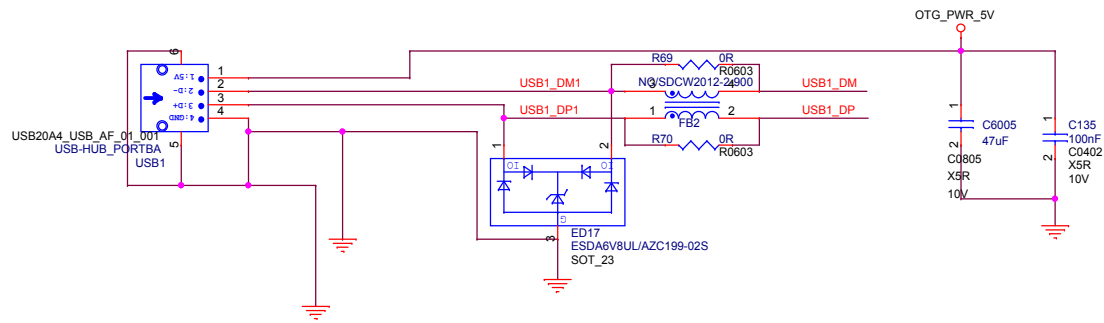 OTG_PWR_5V
6
R69
0R
R0603
1:5V
1
2:D-
2
USB1_DM1
3
NC/SDCW2012-2-900
4
USB1_DM
3:D+
3
4:GND
4
USB1_DP1
1
2
USB1_DP
FB2
USB20A4_USB_AF_01_001
USB-HUB_PORTBA
USB1
5
R70
0R
R0603
1
2
IO
IO
G
3
ED17
ESDA6V8UL/AZC199-02S
SOT_23
1
C6005
47uF
2
C0805
X5R
10V
1
C135
100nF
2
C0402
X5R
10V